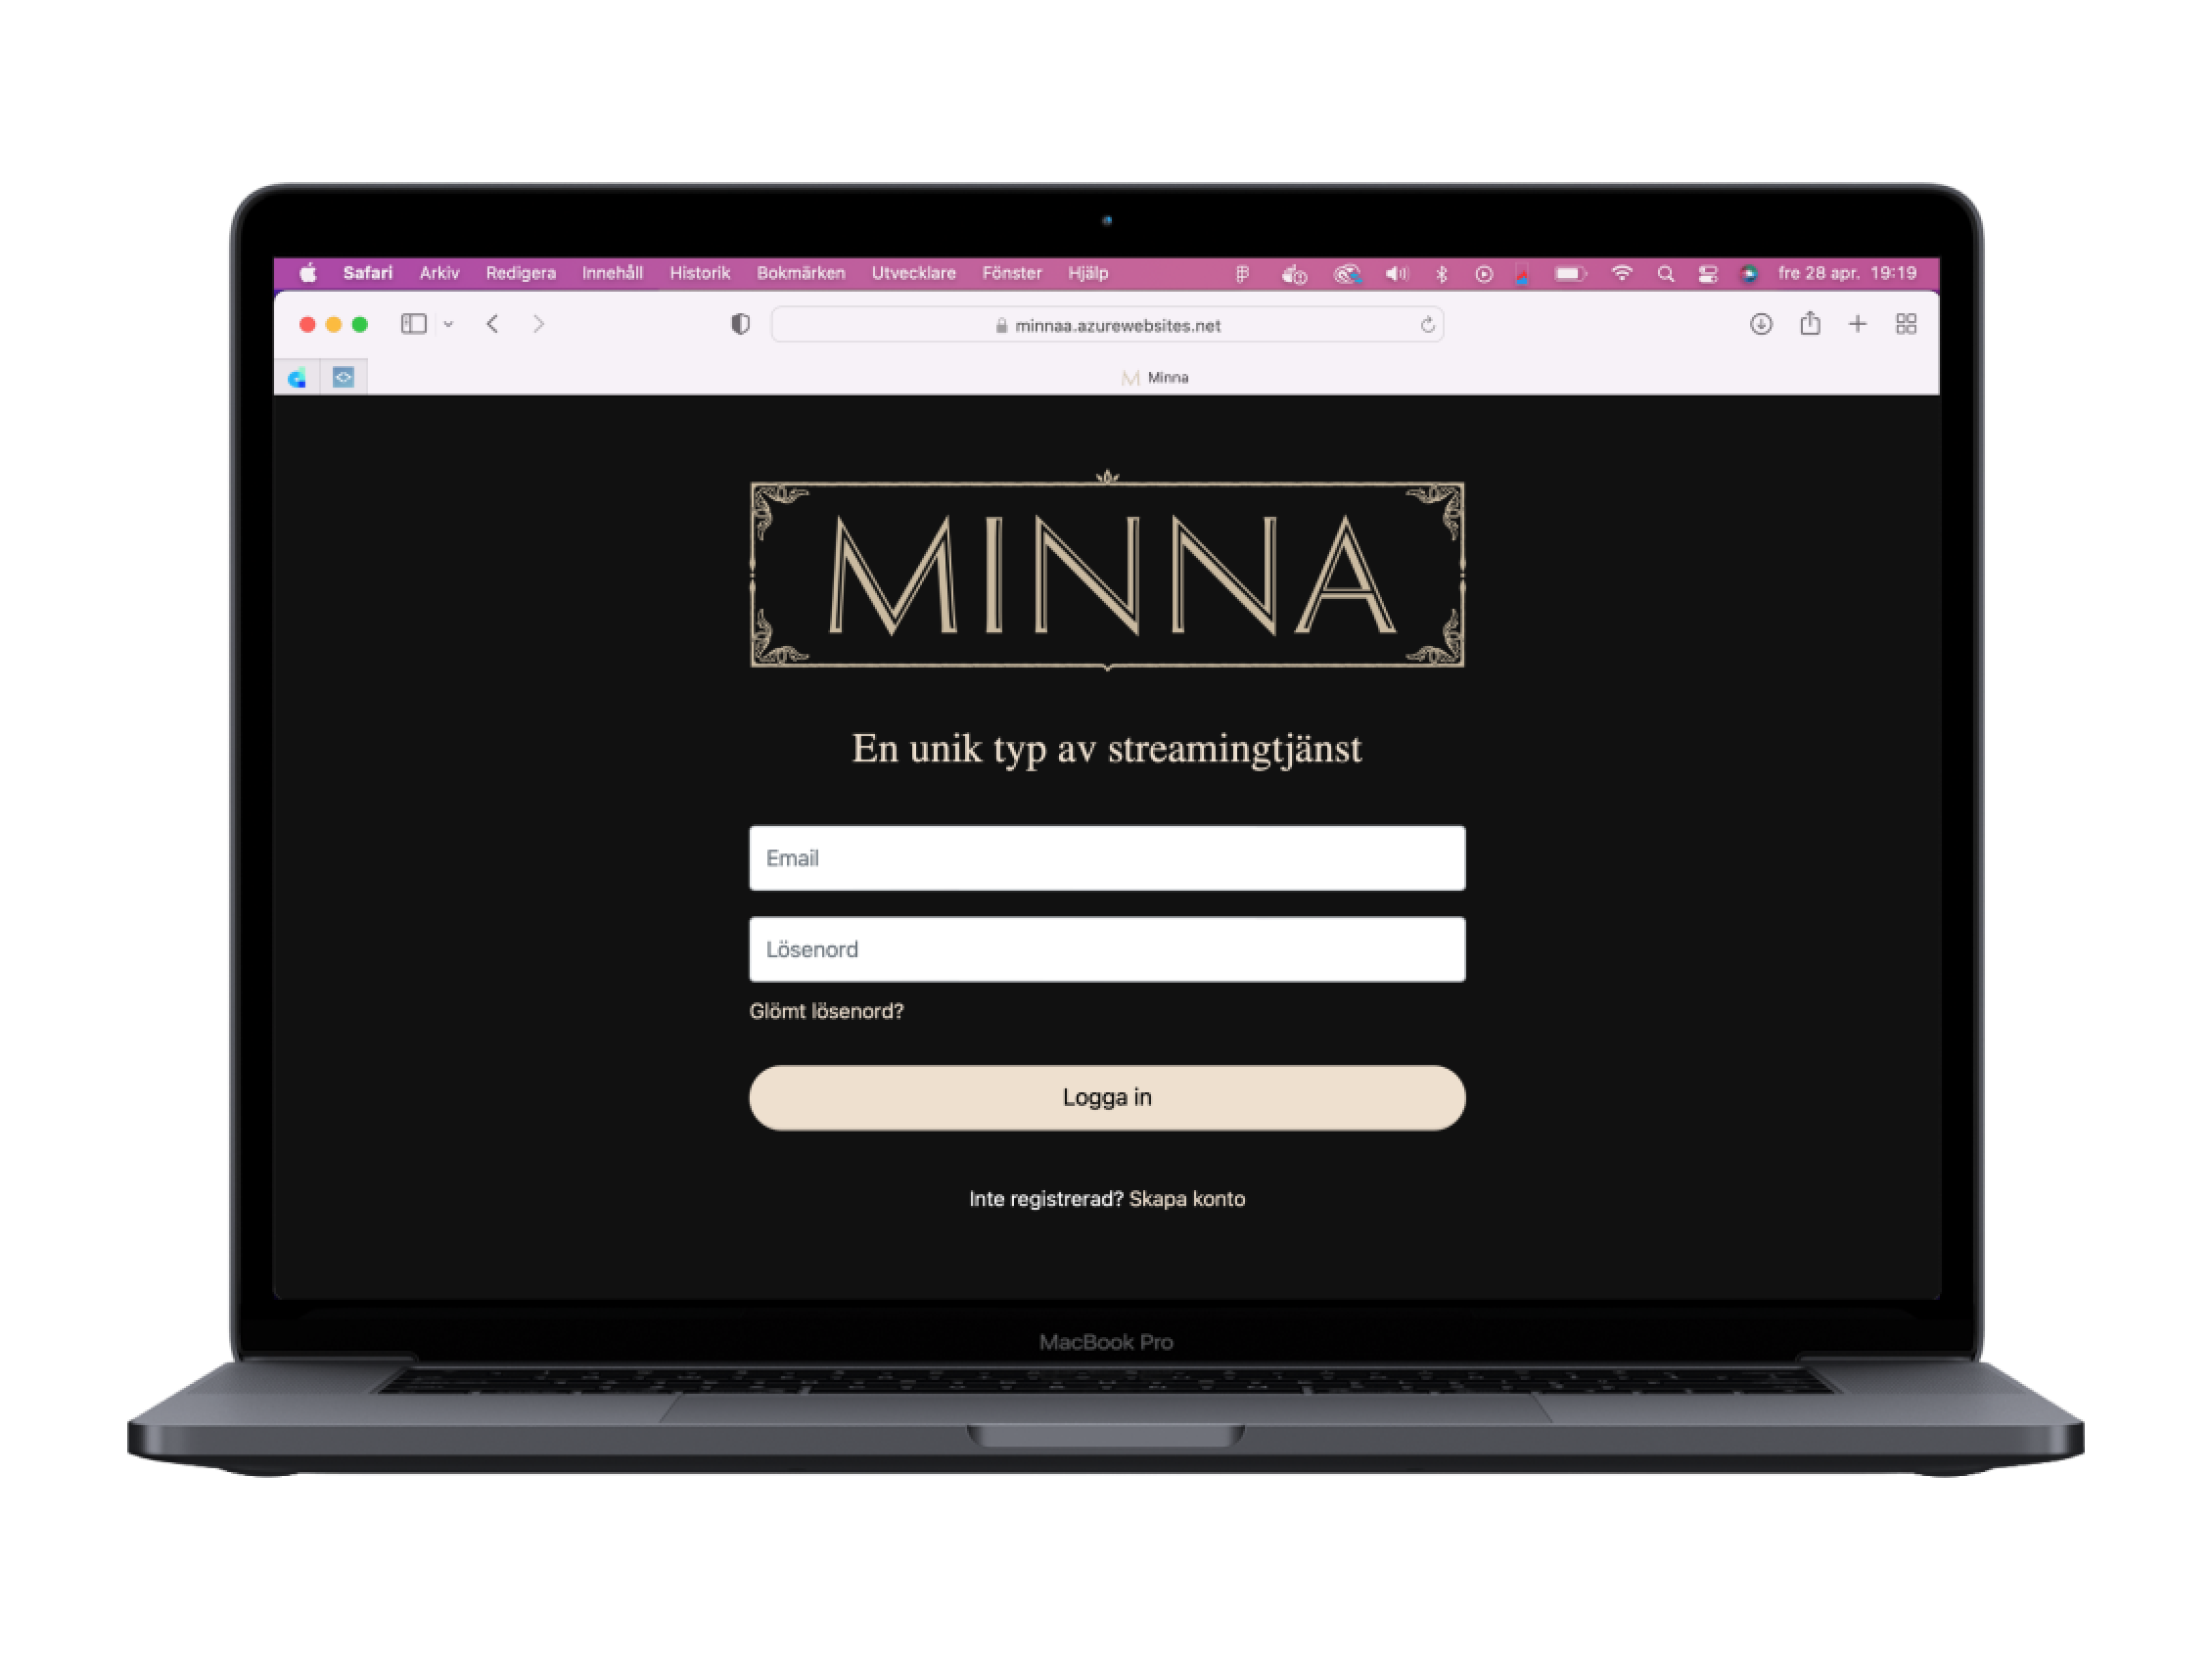 Safari Arkiv Redigera Innehåll Historik Bokmärken Utvecklare Fönster Hjälp fre 28 apr. 19:19
minnaa.azurewebsites.net
M Minna
MINNA
En unik typ av streamingtjänst
Email
Lösenord
Glömt lösenord?
Logga in
Inte registrerad? Skapa konto
MacBook Pro